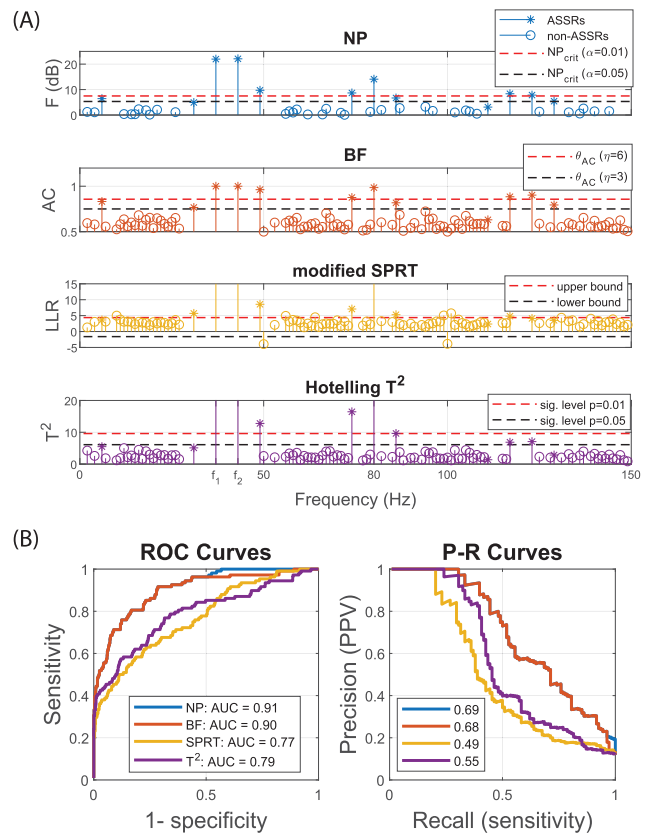 (A)
NP
ASSRs
non-ASSRs
NPcrit (α=0.01)
NPcrit (α=0.05)
F (dB)
20
10
0
BF
θAC (η=6)
θAC (η=3)
AC
1
0.5
modified SPRT
upper bound
lower bound
LLR
15
10
5
0
-5
Hotelling T²
sig. level p=0.01
sig. level p=0.05
T²
20
10
0
0 f₁ f₂ 50 80 100 150
Frequency (Hz)
(B)
ROC Curves
Sensitivity
1
0.8
0.6
0.4
0.2
0
NP: AUC = 0.91
BF: AUC = 0.90
SPRT: AUC = 0.77
T²: AUC = 0.79
0 0.5 1
1- specificity
P-R Curves
Precision (PPV)
1
0.8
0.6
0.4
0.2
0
0.69
0.68
0.49
0.55
0 0.5 1
Recall (sensitivity)